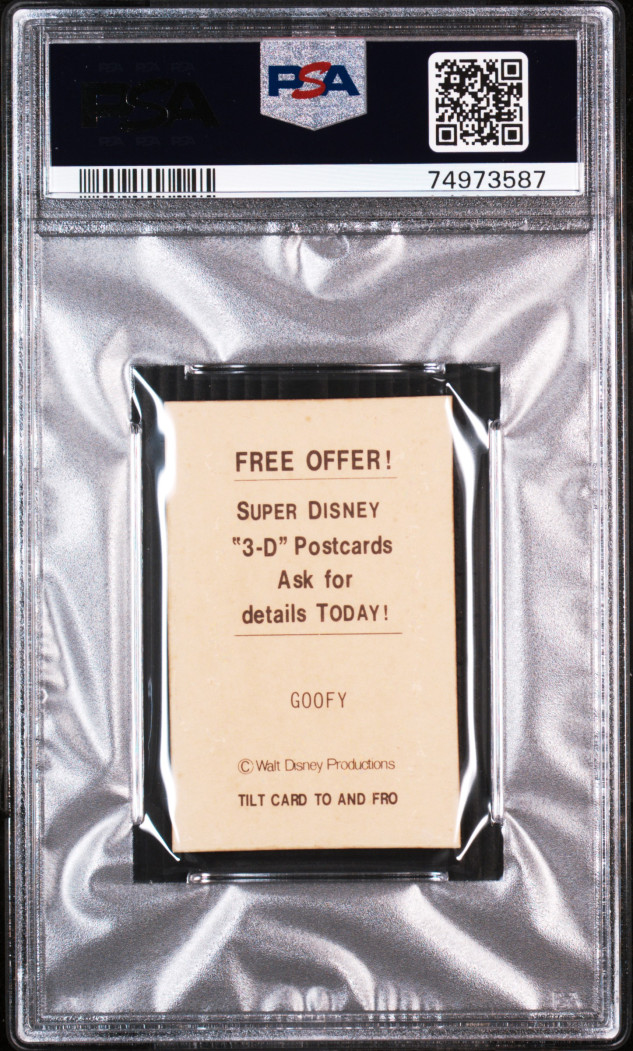 PSA
PSA
74973587
FREE OFFER!
SUPER DISNEY
"3-D" Postcards
Ask for
details TODAY!
GOOFY
© Walt Disney Productions
TILT CARD TO AND FRO